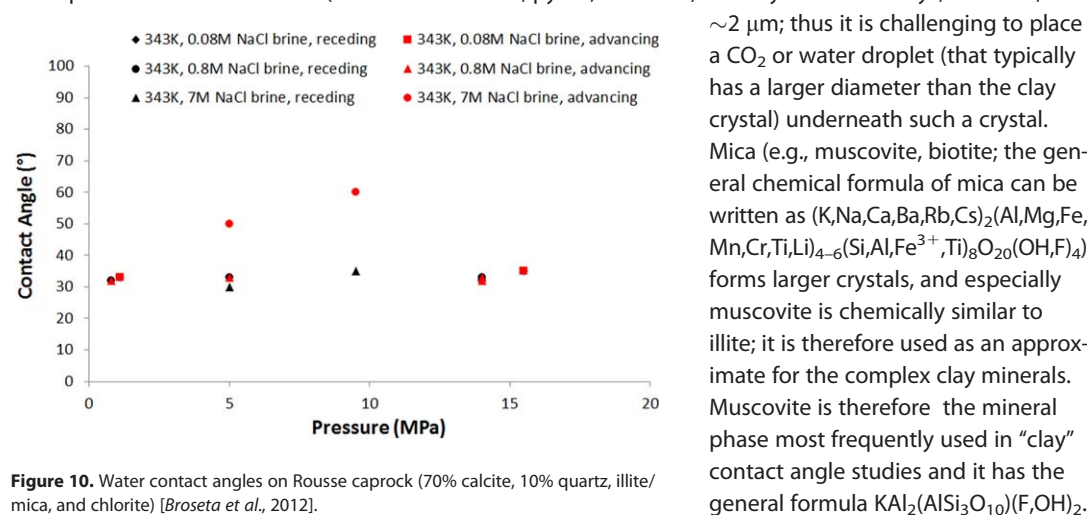 ◆ 343K, 0.08M NaCl brine, receding
■ 343K, 0.08M NaCl brine, advancing
● 343K, 0.8M NaCl brine, receding
▲ 343K, 0.8M NaCl brine, advancing
▲ 343K, 7M NaCl brine, receding
● 343K, 7M NaCl brine, advancing
Contact Angle (°)
100
90
80
70
60
50
40
30
20
10
0
0 5 10 15 20
Pressure (MPa)
Figure 10. Water contact angles on Rousse caprock (70% calcite, 10% quartz, illite/
mica, and chlorite) [Broseta et al., 2012].
∼2 μm; thus it is challenging to place
a CO₂ or water droplet (that typically
has a larger diameter than the clay
crystal) underneath such a crystal.
Mica (e.g., muscovite, biotite; the gen-
eral chemical formula of mica can be
written as (K,Na,Ca,Ba,Rb,Cs)₂(Al,Mg,Fe,
Mn,Cr,Ti,Li)₄₋₆(Si,Al,Fe³⁺,Ti)₈O₂₀(OH,F)₄)
forms larger crystals, and especially
muscovite is chemically similar to
illite; it is therefore used as an approx-
imate for the complex clay minerals.
Muscovite is therefore the mineral
phase most frequently used in “clay”
contact angle studies and it has the
general formula KAl₂(AlSi₃O₁₀)(F,OH)₂.